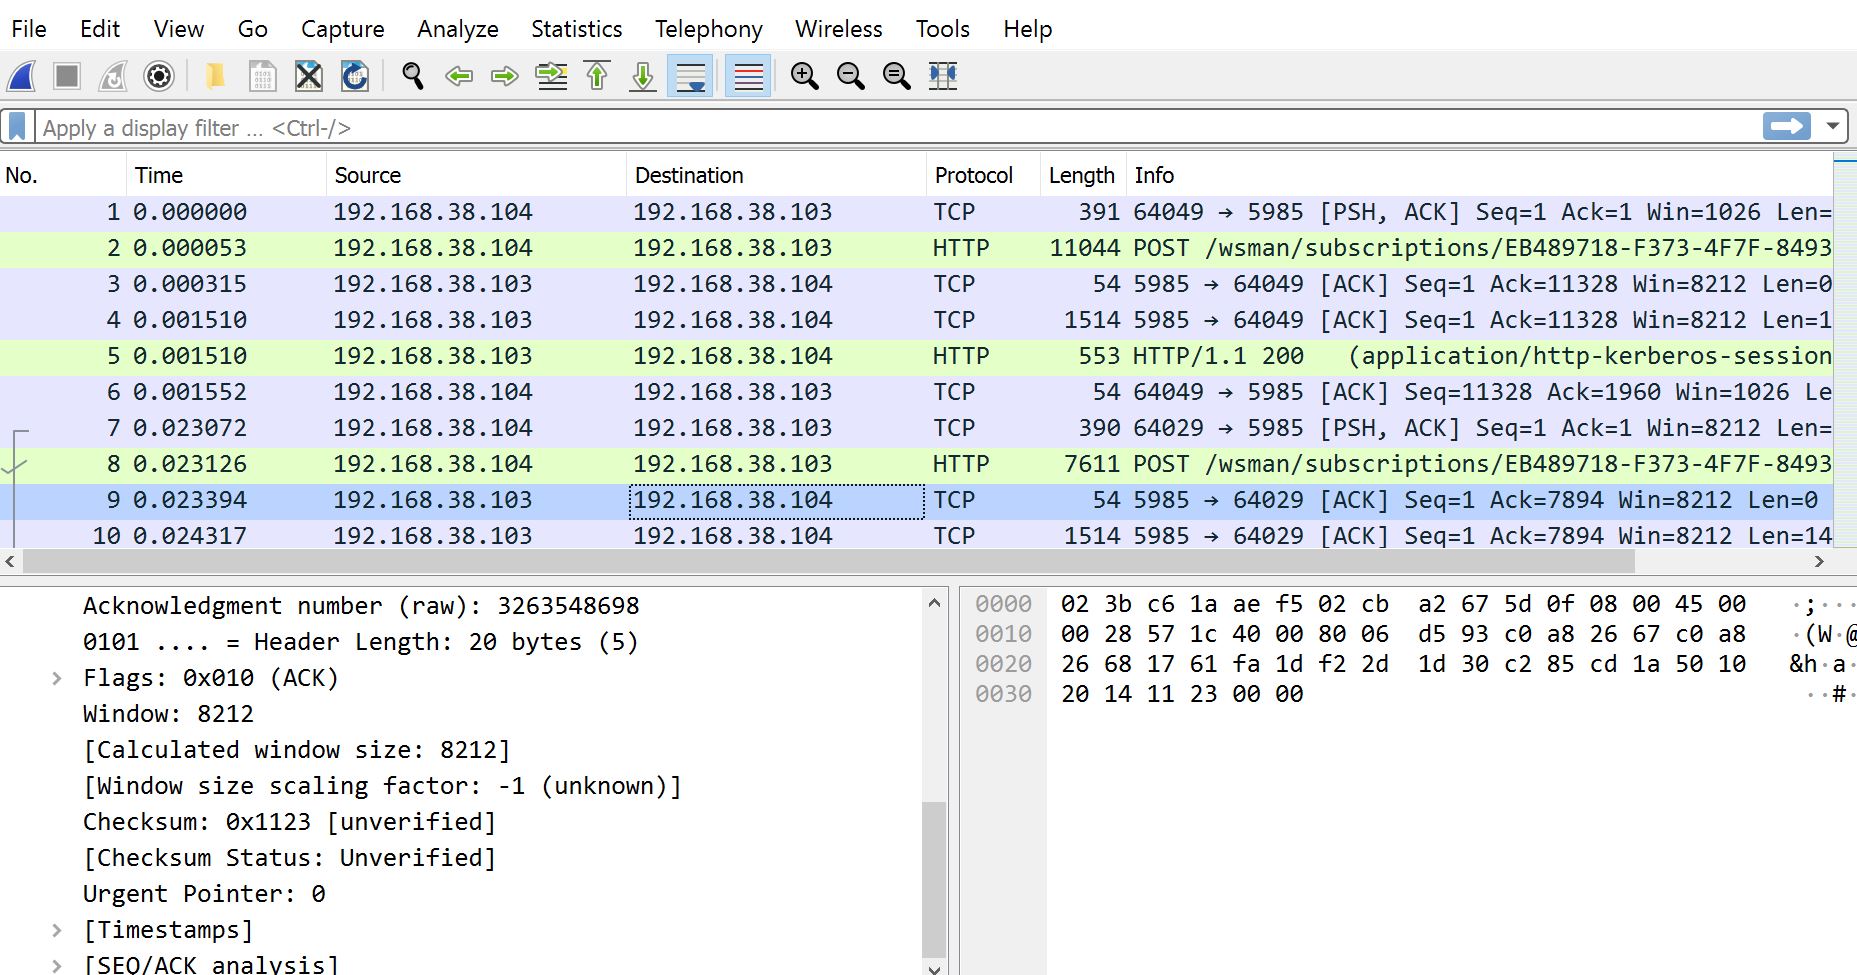 File Edit View Go Capture Analyze Statistics Telephony Wireless Tools Help
Apply a display filter ... <Ctrl-/>
No. Time Source Destination Protocol Length Info
1 0.000000 192.168.38.104 192.168.38.103 TCP 391 64049 → 5985 [PSH, ACK] Seq=1 Ack=1 Win=1026 Len=
2 0.000053 192.168.38.104 192.168.38.103 HTTP 11044 POST /wsman/subscriptions/EB489718-F373-4F7F-8493
3 0.000315 192.168.38.103 192.168.38.104 TCP 54 5985 → 64049 [ACK] Seq=1 Ack=11328 Win=8212 Len=0
4 0.001510 192.168.38.103 192.168.38.104 TCP 1514 5985 → 64049 [ACK] Seq=1 Ack=11328 Win=8212 Len=1
5 0.001510 192.168.38.103 192.168.38.104 HTTP 553 HTTP/1.1 200 (application/http-kerberos-session
6 0.001552 192.168.38.104 192.168.38.103 TCP 54 64049 → 5985 [ACK] Seq=11328 Ack=1960 Win=1026 Le
7 0.023072 192.168.38.104 192.168.38.103 TCP 390 64029 → 5985 [PSH, ACK] Seq=1 Ack=1 Win=8212 Len=
8 0.023126 192.168.38.104 192.168.38.103 HTTP 7611 POST /wsman/subscriptions/EB489718-F373-4F7F-8493
9 0.023394 192.168.38.103 192.168.38.104 TCP 54 5985 → 64029 [ACK] Seq=1 Ack=7894 Win=8212 Len=0
10 0.024317 192.168.38.103 192.168.38.104 TCP 1514 5985 → 64029 [ACK] Seq=1 Ack=7894 Win=8212 Len=14
Acknowledgment number (raw): 3263548698
0101 .... = Header Length: 20 bytes (5)
Flags: 0x010 (ACK)
Window: 8212
[Calculated window size: 8212]
[Window size scaling factor: -1 (unknown)]
Checksum: 0x1123 [unverified]
[Checksum Status: Unverified]
Urgent Pointer: 0
[Timestamps]
[SEQ/ACK analysis]
0000 02 3b c6 1a ae f5 02 cb a2 67 5d 0f 08 00 45 00 ·;···
0010 00 28 57 1c 40 00 80 06 d5 93 c0 a8 26 67 c0 a8 ·(W·@
0020 26 68 17 61 fa 1d f2 2d 1d 30 c2 85 cd 1a 50 10 &h·a·
0030 20 14 11 23 00 00 ··#·